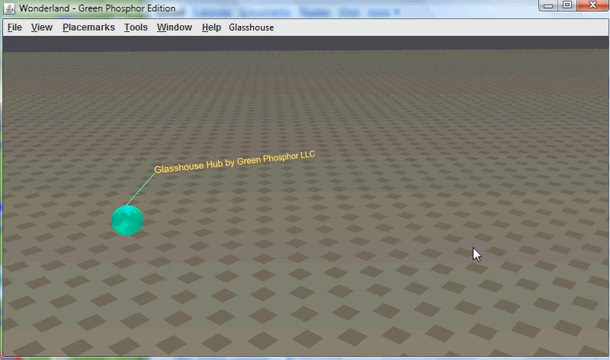 Wonderland - Green Phosphor Edition
File View Placemarks Tools Window Help Glasshouse
Glasshouse Hub by Green Phosphor LLC